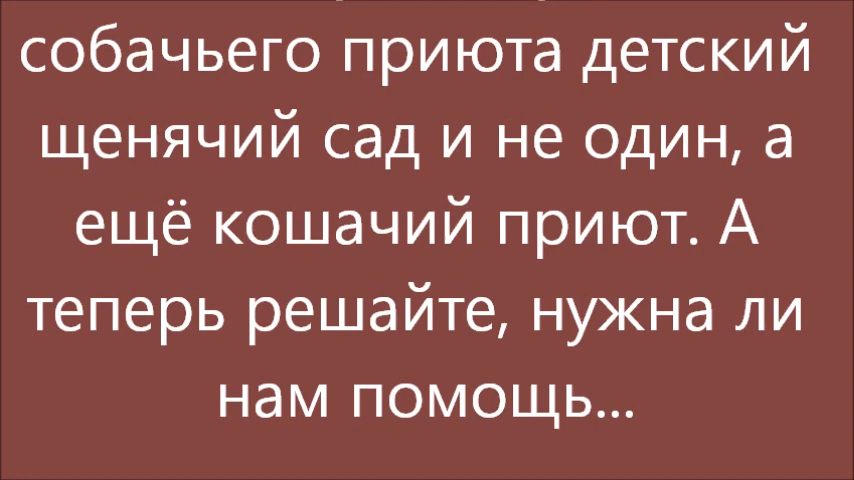 собачьего приюта детский
щенячий сад и не один, а
ещё кошачий приют. А
теперь решайте, нужна ли
нам помощь...